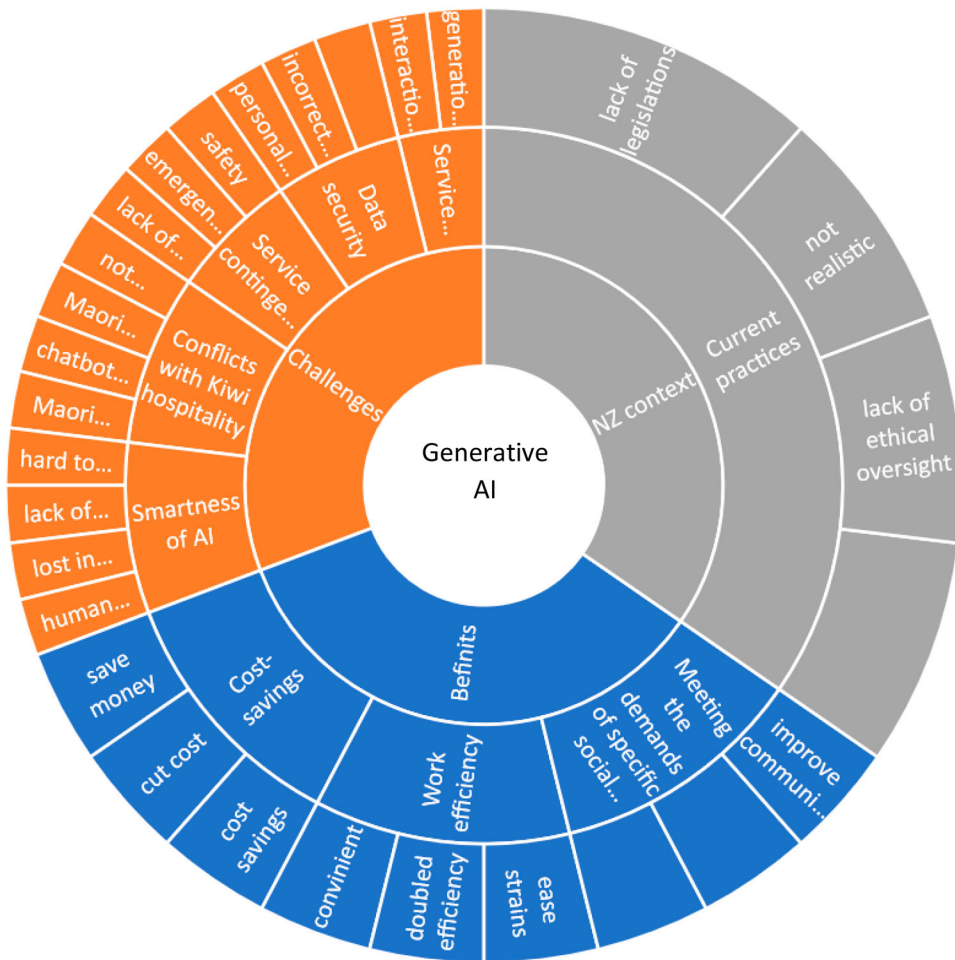 Generative
AI
NZ context
Current
practices
lack of
legislations
not
realistic
lack of
ethical
oversight
Befinits
Meeting
the
demands
of specific
social...
improve
communi...
Work
efficiency
ease
strains
doubled
efficiency
convinient
Cost-
savings
cost
savings
cut cost
save
money
Challenges
Smartness
of AI
human...
lost in...
lack of...
hard to...
Conflicts
with Kiwi
hospitality
Maori...
chatbot...
Maori...
not...
Service
continge...
lack of...
emergen...
safety
Data
security
personal...
incorrect...
Service...
interactio...
generatio...